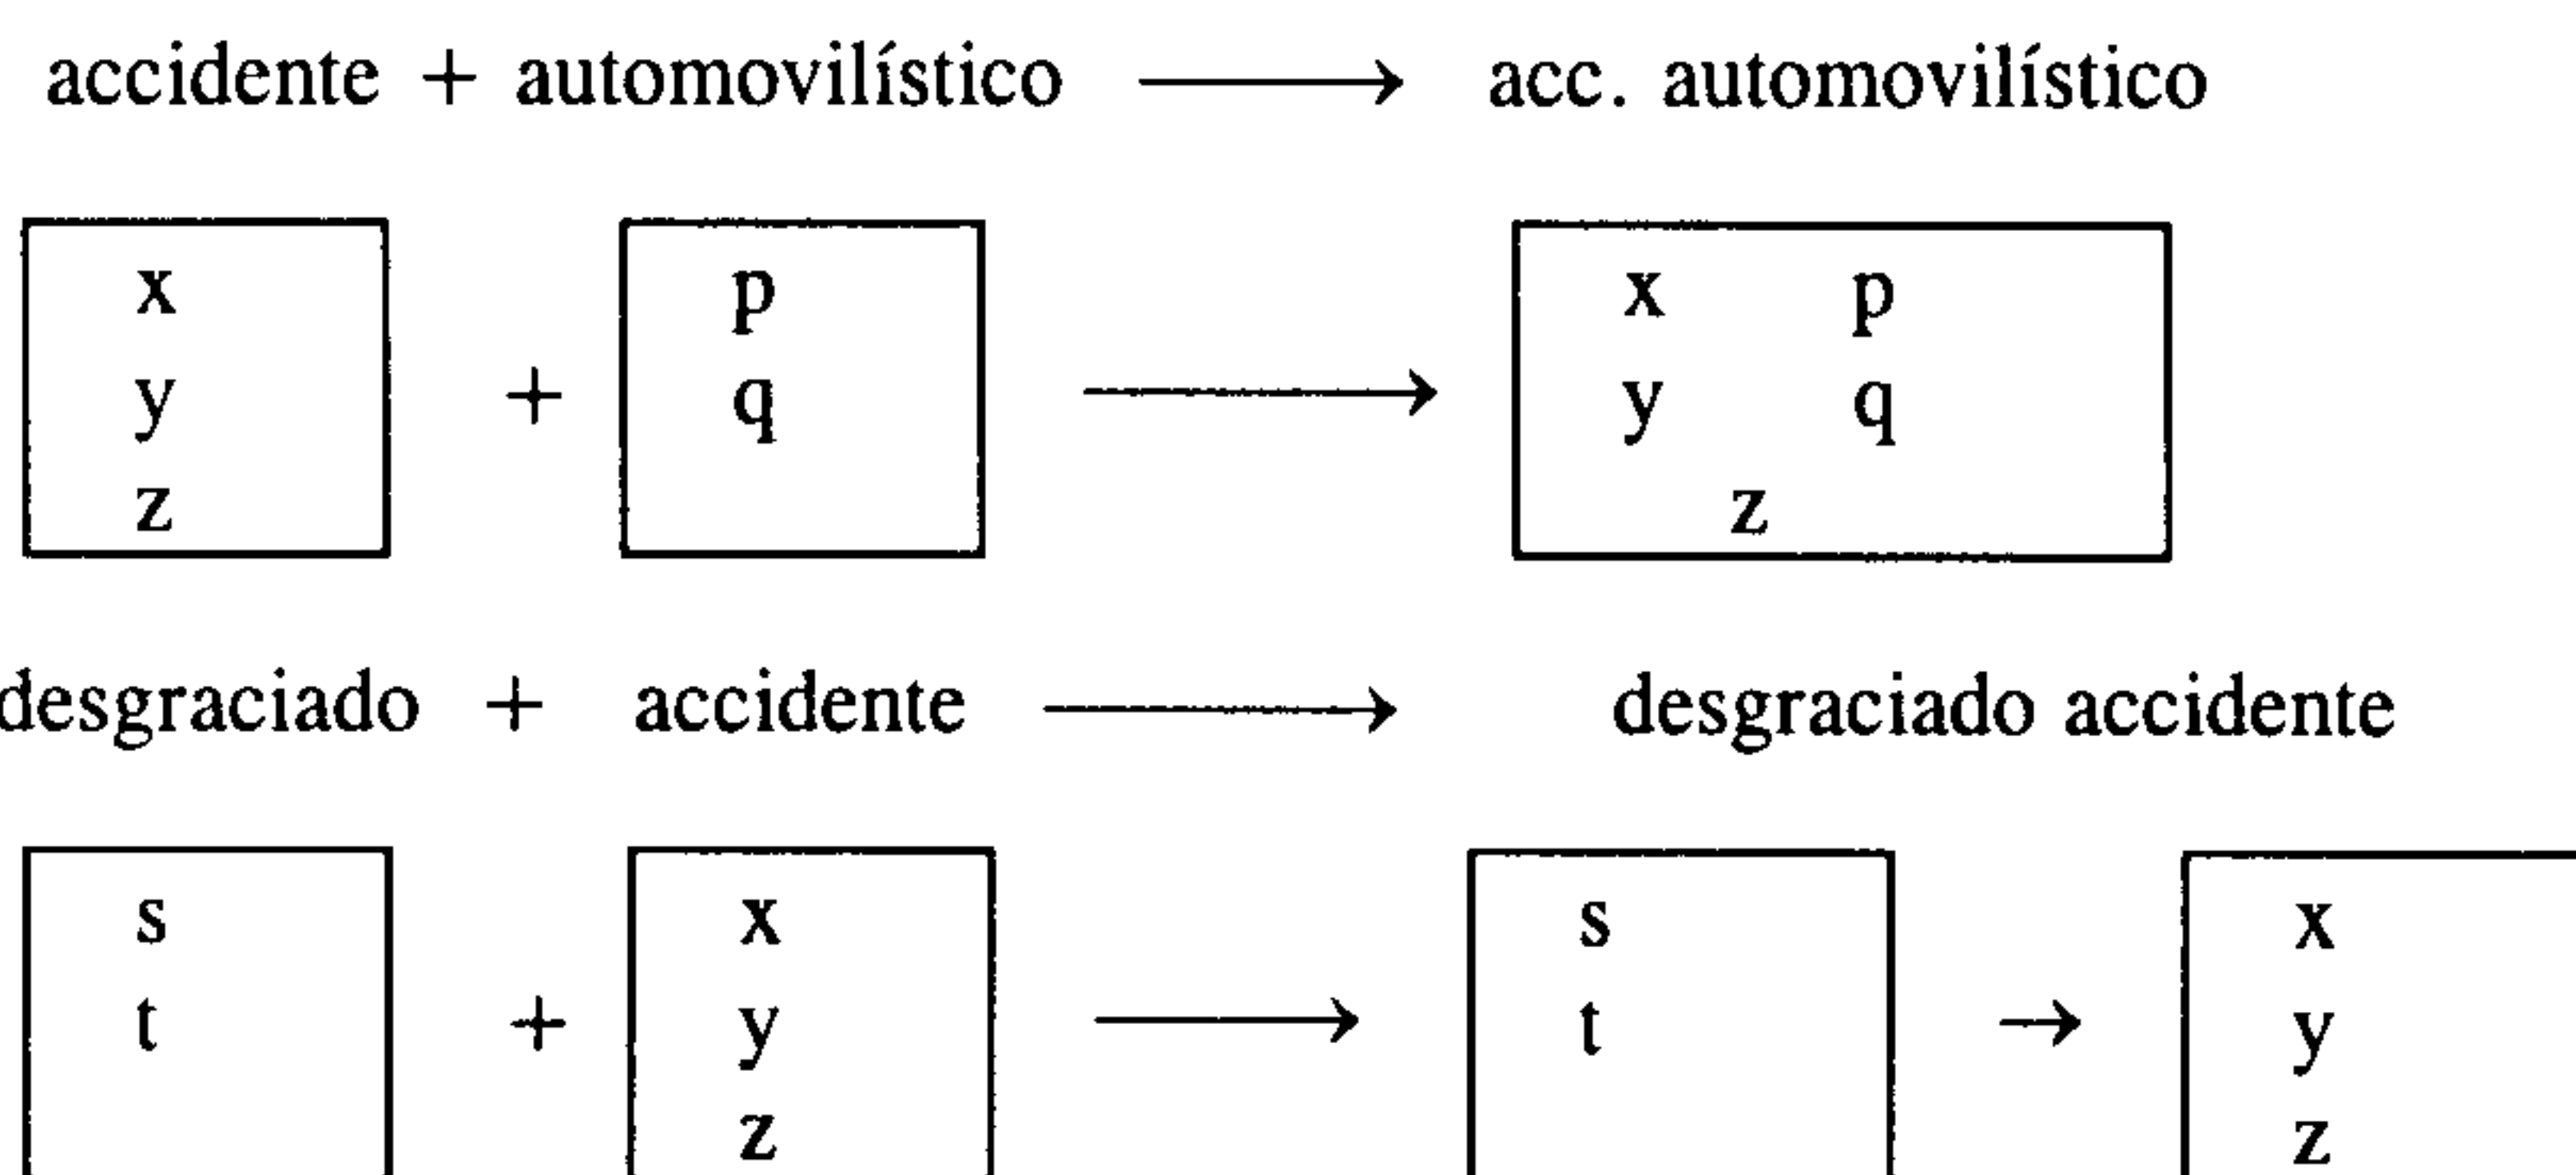 accidente + automovilístico → acc. automovilístico
x p x p
y + q → y q
z z
desgraciado + accidente → desgraciado accidente
s x s x
t + y → t → y
z z